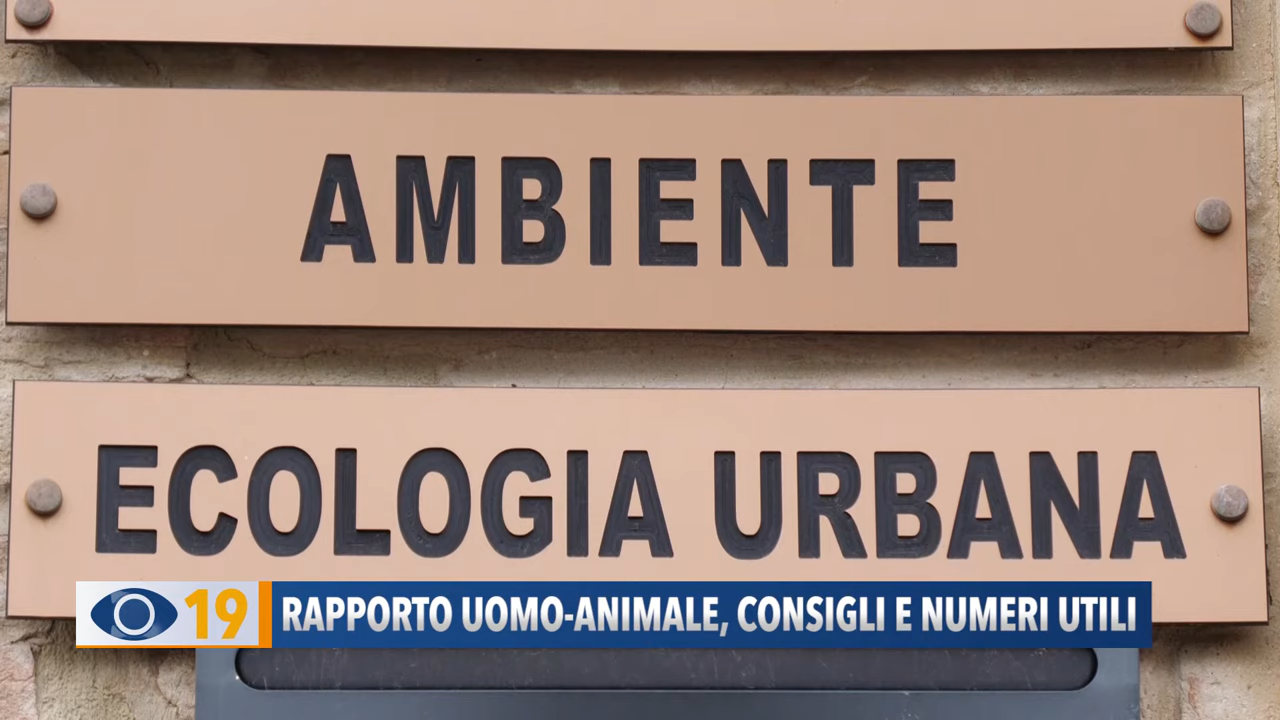 AMBIENTE
ECOLOGIA URBANA
19 RAPPORTO UOMO-ANIMALE, CONSIGLI E NUMERI UTILI